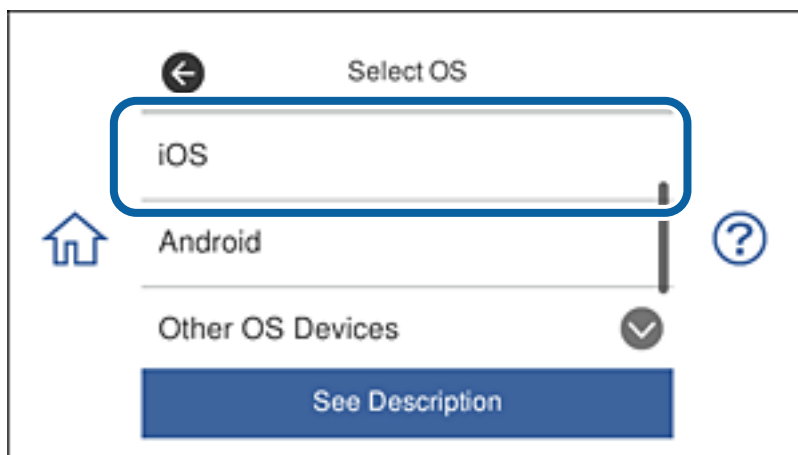 Select OS
iOS
Android
Other OS Devices
See Description
?